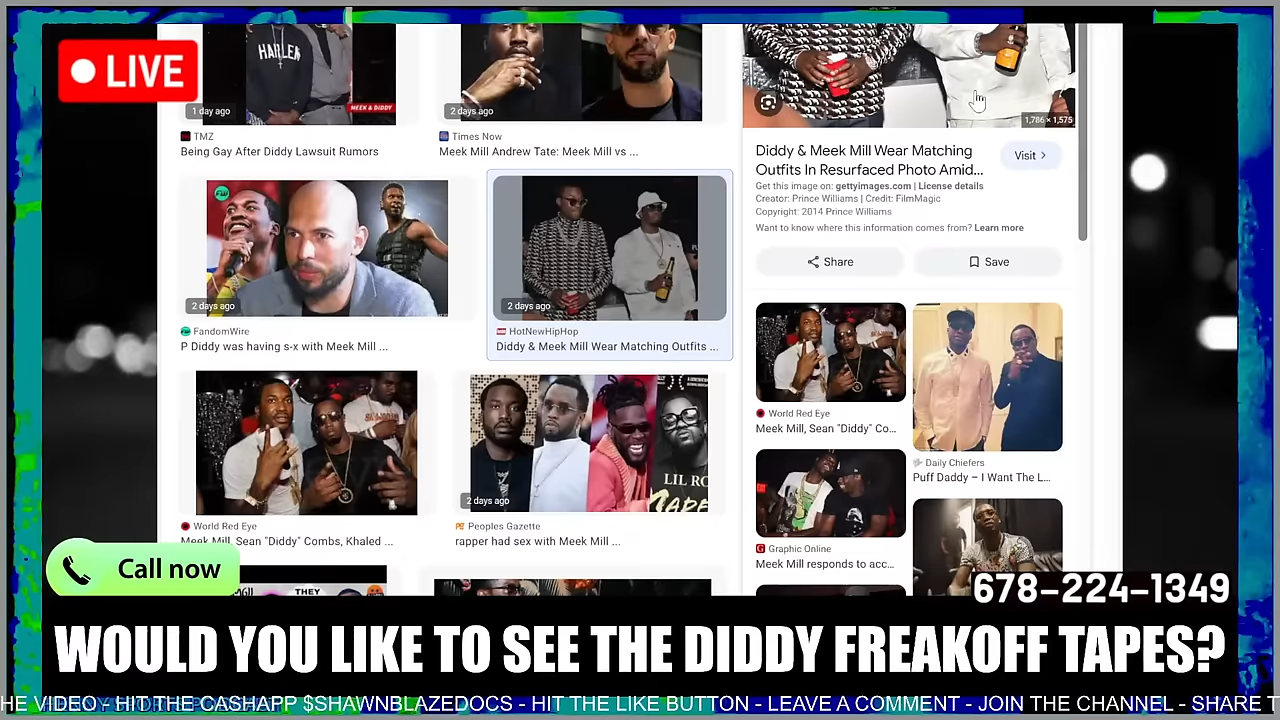 LIVE
HARLEM
MEEK & DIDDY
1 day ago
TMZ
Being Gay After Diddy Lawsuit Rumors
2 days ago
Times Now
Meek Mill Andrew Tate: Meek Mill vs ...
2 days ago
FandomWire
P Diddy was having s-x with Meek Mill ...
2 days ago
HotNewHipHop
Diddy & Meek Mill Wear Matching Outfits ...
World Red Eye
Meek Mill, Sean "Diddy" Combs, Khaled ...
LIL RO
2 days ago
Peoples Gazette
rapper had sex with Meek Mill ...
THEY
1,786 × 1,575
Diddy & Meek Mill Wear Matching
Outfits In Resurfaced Photo Amid...
Visit
Get this image on: gettyimages.com | License details
Creator: Prince Williams | Credit: FilmMagic
Copyright: 2014 Prince Williams
Want to know where this information comes from? Learn more
Share
Save
World Red Eye
Meek Mill, Sean "Diddy" Co...
Daily Chiefers
Puff Daddy – I Want The L...
Graphic Online
Meek Mill responds to acc...
Call now
678-224-1349
WOULD YOU LIKE TO SEE THE DIDDY FREAKOFF TAPES?
HE VIDEO - HIT THE CASHAPP $SHAWNBLAZEDOCS - HIT THE LIKE BUTTON - LEAVE A COMMENT - JOIN THE CHANNEL - SHARE T